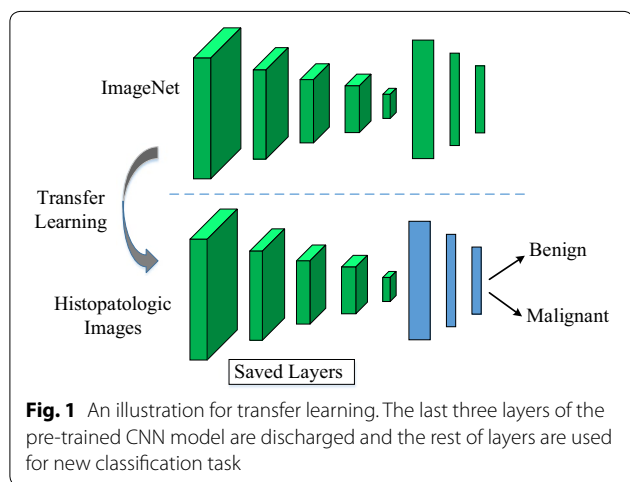 ImageNet
Transfer
Learning
Histopatologic
Images
Benign
Malignant
Saved Layers
Fig. 1 An illustration for transfer learning. The last three layers of the
pre-trained CNN model are discharged and the rest of layers are used
for new classification task